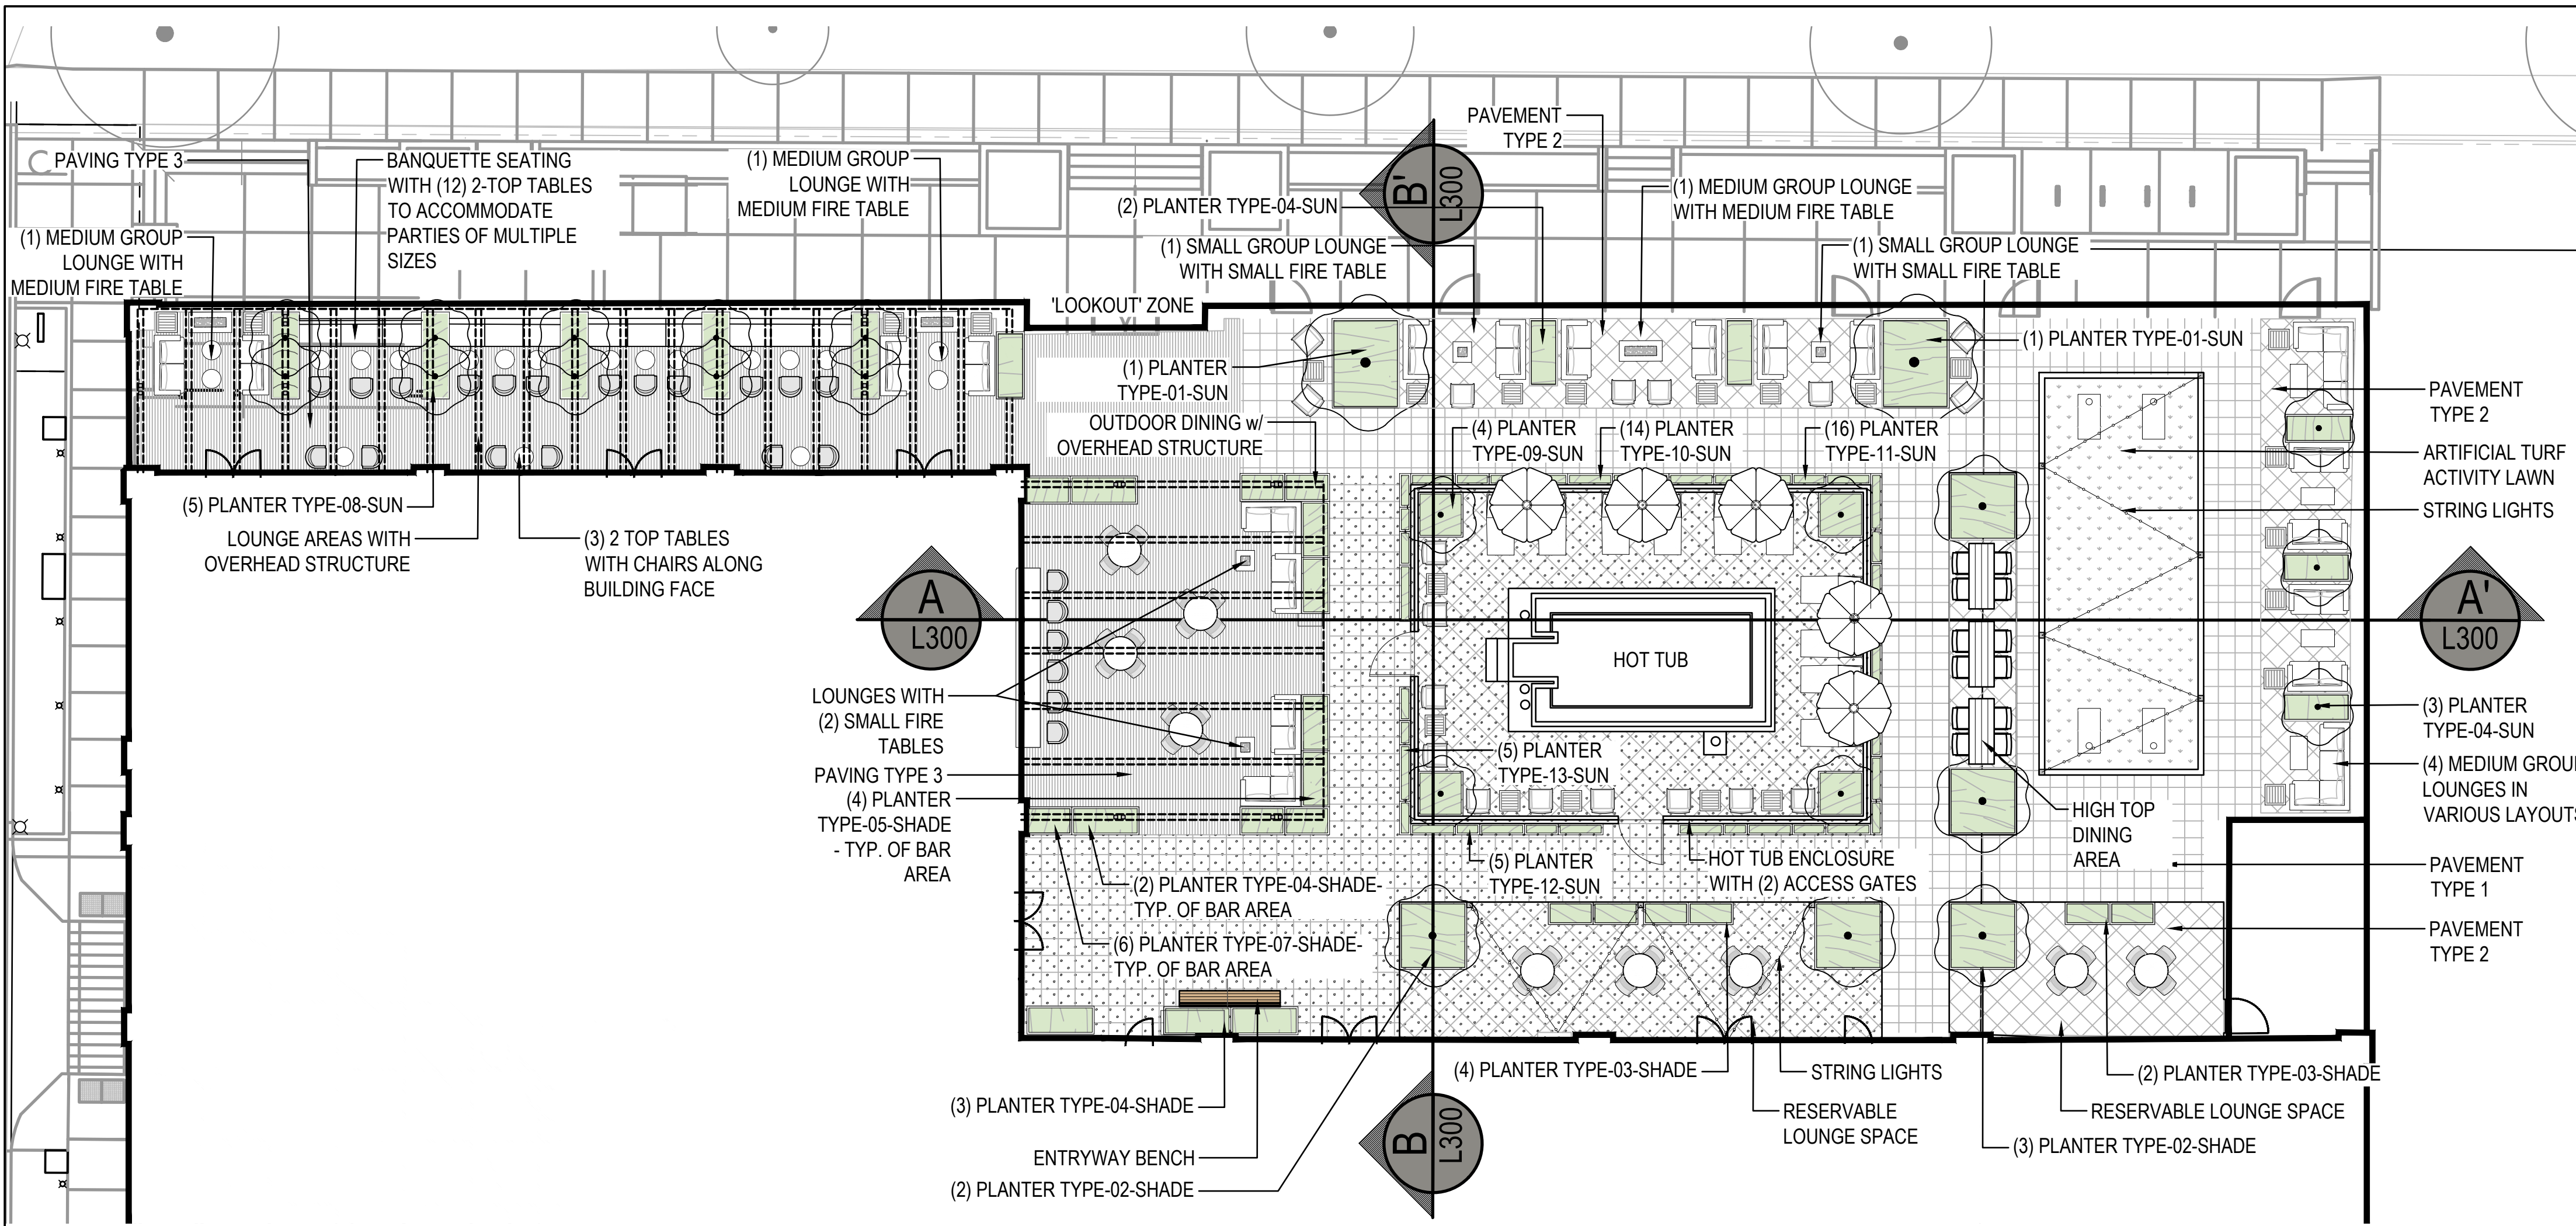 PAVING TYPE 3
BANQUETTE SEATING
WITH (12) 2-TOP TABLES
TO ACCOMMODATE
PARTIES OF MULTIPLE
SIZES
(1) MEDIUM GROUP
LOUNGE WITH
MEDIUM FIRE TABLE
(1) MEDIUM GROUP
LOUNGE WITH
MEDIUM FIRE TABLE
PAVEMENT
TYPE 2
B'
L300
(2) PLANTER TYPE-04-SUN
(1) MEDIUM GROUP LOUNGE
WITH MEDIUM FIRE TABLE
(1) SMALL GROUP LOUNGE
WITH SMALL FIRE TABLE
(1) SMALL GROUP LOUNGE
WITH SMALL FIRE TABLE
'LOOKOUT' ZONE
(1) PLANTER
TYPE-01-SUN
(1) PLANTER TYPE-01-SUN
OUTDOOR DINING w/
OVERHEAD STRUCTURE
(4) PLANTER
TYPE-09-SUN
(14) PLANTER
TYPE-10-SUN
(16) PLANTER
TYPE-11-SUN
PAVEMENT
TYPE 2
ARTIFICIAL TURF
ACTIVITY LAWN
STRING LIGHTS
(5) PLANTER TYPE-08-SUN
LOUNGE AREAS WITH
OVERHEAD STRUCTURE
(3) 2 TOP TABLES
WITH CHAIRS ALONG
BUILDING FACE
A
L300
A'
L300
HOT TUB
LOUNGES WITH
(2) SMALL FIRE
TABLES
PAVING TYPE 3
(4) PLANTER
TYPE-05-SHADE
- TYP. OF BAR
AREA
(5) PLANTER
TYPE-13-SUN
(3) PLANTER
TYPE-04-SUN
(4) MEDIUM GROU
LOUNGES IN
VARIOUS LAYOUTS
HIGH TOP
DINING
AREA
(2) PLANTER TYPE-04-SHADE-
TYP. OF BAR AREA
(5) PLANTER
TYPE-12-SUN
HOT TUB ENCLOSURE
WITH (2) ACCESS GATES
PAVEMENT
TYPE 1
(6) PLANTER TYPE-07-SHADE-
TYP. OF BAR AREA
PAVEMENT
TYPE 2
(4) PLANTER TYPE-03-SHADE
STRING LIGHTS
(2) PLANTER TYPE-03-SHADE
(3) PLANTER TYPE-04-SHADE
RESERVABLE
LOUNGE SPACE
RESERVABLE LOUNGE SPACE
B
L300
(3) PLANTER TYPE-02-SHADE
ENTRYWAY BENCH
(2) PLANTER TYPE-02-SHADE